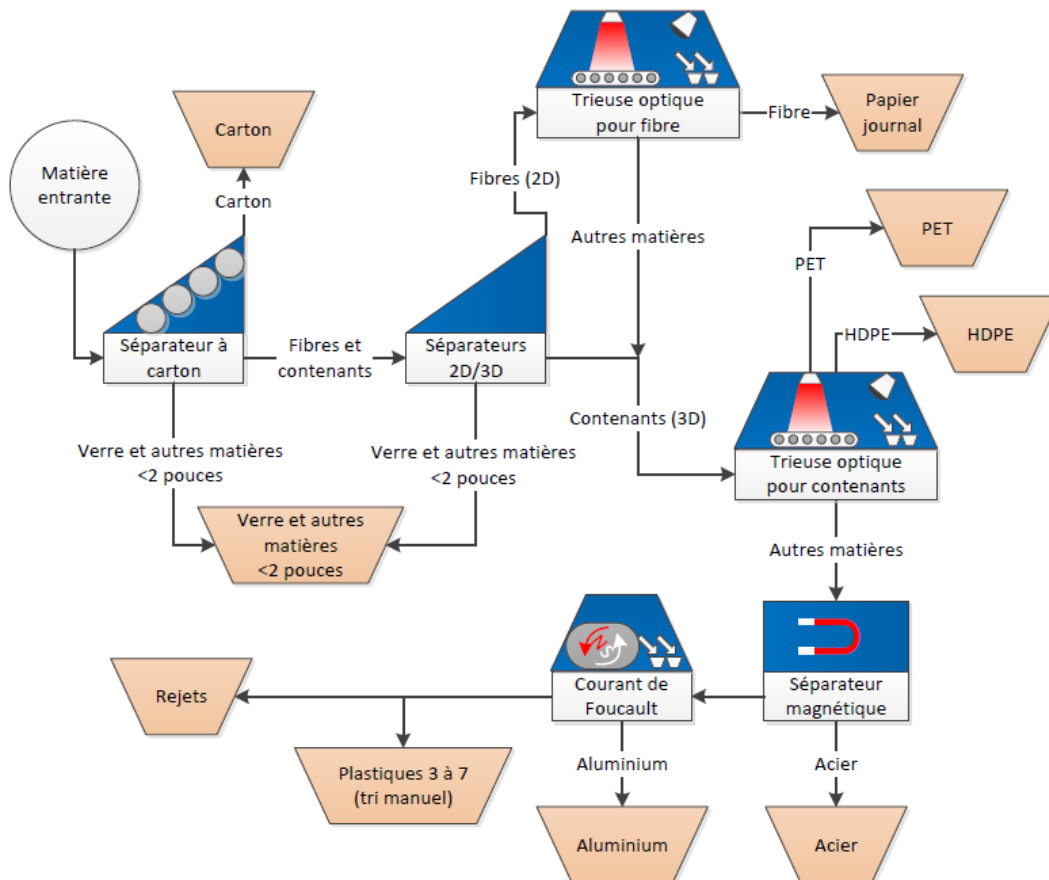 Trieuse optique
pour fibre
Fibre
Papier
journal
Carton
Matière
entrante
Carton
Fibres (2D)
Autres matières
PET
PET
HDPE
HDPE
Séparateur à
carton
Fibres et
contenants
Séparateurs
2D/3D
Contenants (3D)
Trieuse optique
pour contenants
Verre et autres matières
<2 pouces
Verre et autres matières
<2 pouces
Verre et autres
matières
<2 pouces
Autres matières
Séparateur
magnétique
Courant de
Foucault
Rejets
Plastiques 3 à 7
(tri manuel)
Aluminium
Acier
Aluminium
Acier